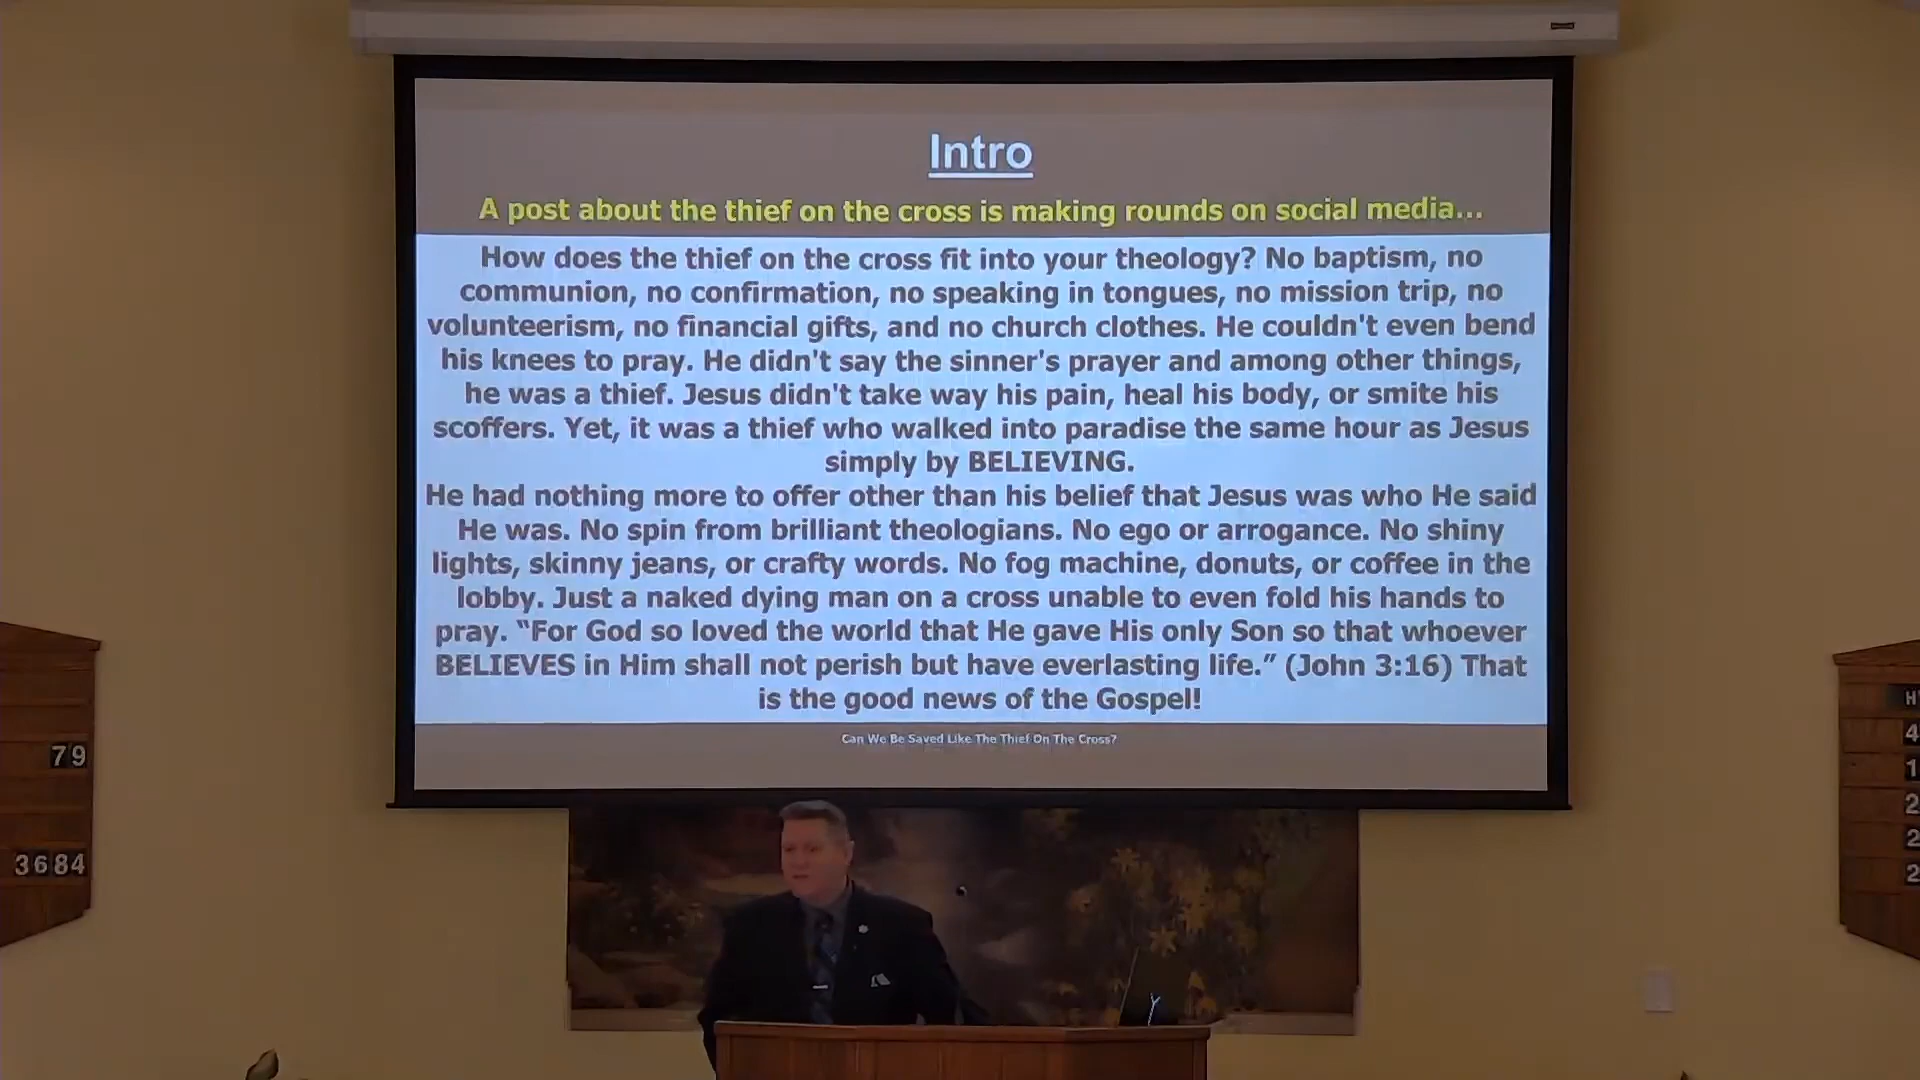 Intro
A post about the thief on the cross is making rounds on social media...
How does the thief on the cross fit into your theology? No baptism, no
communion, no confirmation, no speaking in tongues, no mission trip, no
volunteerism, no financial gifts, and no church clothes. He couldn't even bend
his knees to pray. He didn't say the sinner's prayer and among other things,
he was a thief. Jesus didn't take way his pain, heal his body, or smite his
scoffers. Yet, it was a thief who walked into paradise the same hour as Jesus
simply by BELIEVING.
He had nothing more to offer other than his belief that Jesus was who He said
He was. No spin from brilliant theologians. No ego or arrogance. No shiny
lights, skinny jeans, or crafty words. No fog machine, donuts, or coffee in the
lobby. Just a naked dying man on a cross unable to even fold his hands to
pray. “For God so loved the world that He gave His only Son so that whoever
BELIEVES in Him shall not perish but have everlasting life.” (John 3:16) That
is the good news of the Gospel!
Can We Be Saved Like The Thief On The Cross?
79
3684
H
4
1
2
2
2